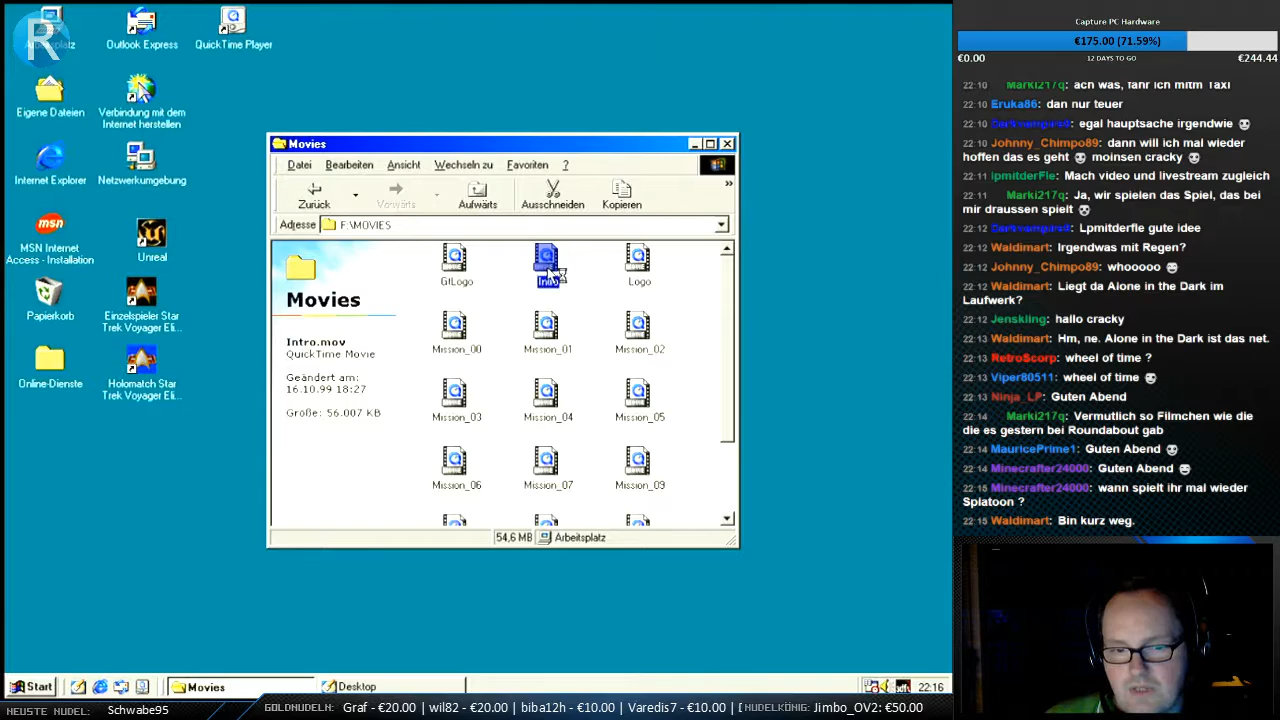 R
Outlook Express
QuickTime Player
Eigene Dateien
Verbindung mit dem
Internet herstellen
Internet Explorer
Netzwerkumgebung
msn
MSN Internet
Access - Installation
Unreal
Papierkorb
Einzelspieler Star
Trek Voyager Eli...
Online-Dienste
Holomatch Star
Trek Voyager Eli...
Movies
Datei Bearbeiten Ansicht Wechseln zu Favoriten ?
Zurück Vorwärts Aufwärts Ausschneiden Kopieren »
Adresse F:\MOVIES
Movies
Intro.mov
QuickTime Movie
Geändert am:
16.10.99 18:27
Größe: 56.007 KB
GtLogo Intro Logo
Mission_00 Mission_01 Mission_02
Mission_03 Mission_04 Mission_05
Mission_06 Mission_07 Mission_09
54,6 MB Arbeitsplatz
Start Movies Desktop 22:16
Capture PC Hardware
€175.00 (71.59%)
€0.00 12 DAYS TO GO €244.44
22:10 Marki217q: ach was, fahr ich mitm Taxi
22:10 Eruka86: dan nur teuer
22:10 egal hauptsache irgendwie
22:10 Johnny_Chimpo89: dann will ich mal wieder
hoffen das es geht moinsen cracky
22:11 lpmitderFle: Mach video und livestream zugleich
22:11 Marki217q: Ja, wir spielen das Spiel, das bei
mir draussen spielt
22:12 Lpmitderfle gute idee
22:12 Waldimart: Irgendwas mit Regen?
22:12 Johnny_Chimpo89: whooooo
22:12 Waldimart: Liegt da Alone in the Dark im
Laufwerk?
22:12 Jenskling: hallo cracky
22:13 Waldimart: Hm, ne. Alone in the Dark ist das net.
22:13 RetroScorp: wheel of time ?
22:13 Viper80511: wheel of time
22:13 Ninja_LP: Guten Abend
22:14 Marki217q: Vermutlich so Filmchen wie die
die es gestern bei Roundabout gab
22:14 MauricePrime1: Guten Abend
22:14 Minecrafter24000: Guten Abend
22:15 Minecrafter24000: wann spielt ihr mal wieder
Splatoon ?
22:15 Waldimart: Bin kurz weg.
NEUSTE NUDEL: Schwabe95
GOLDNUDELN: Graf - €20.00 | wil82 - €20.00 | biba12h - €10.00 | Varedis7 - €10.00 |
NUDELKÖNIG: Jimbo_OV2: €50.00